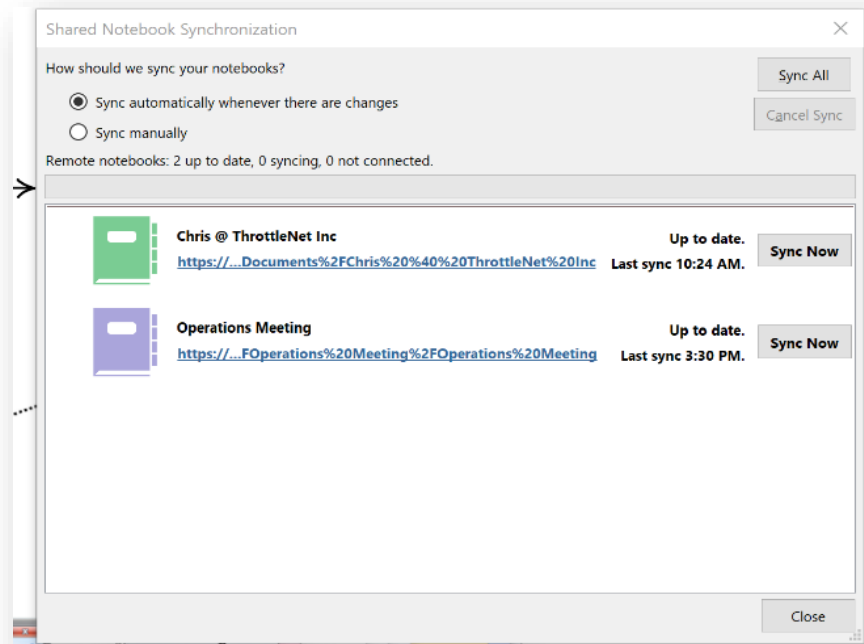 Shared Notebook Synchronization
How should we sync your notebooks?
Sync All
Sync automatically whenever there are changes
Cancel Sync
Sync manually
Remote notebooks: 2 up to date, 0 syncing, 0 not connected.
Chris @ ThrottleNet Inc
Up to date.
Sync Now
https://...Documents%2FChris%20%40%20ThrottleNet%20Inc
Last sync 10:24 AM.
Operations Meeting
Up to date.
Sync Now
https://...FOperations%20Meeting%2FOperations%20Meeting
Last sync 3:30 PM.
Close